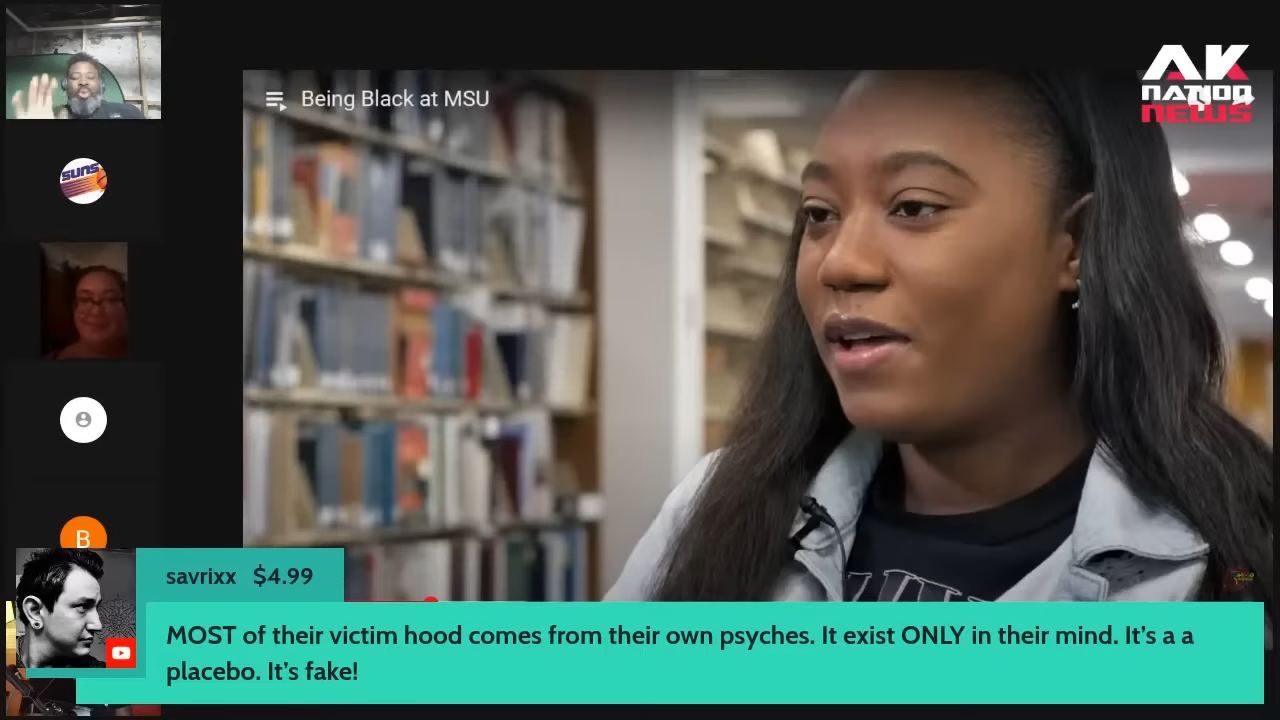 Being Black at MSU
AK
NATION
NEWS
SUNS
B
savrixx $4.99
MOST of their victim hood comes from their own psyches. It exist ONLY in their mind. It's a a
placebo. It's fake!